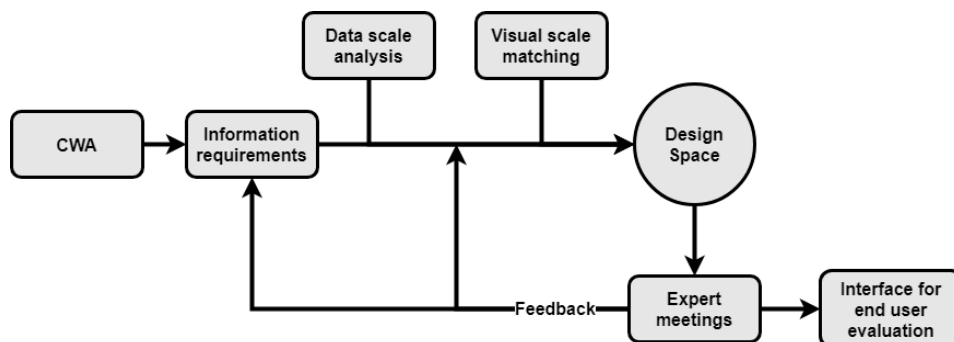 Data scale
analysis
Visual scale
matching
CWA
Information
requirements
Design
Space
Feedback
Expert
meetings
Interface for
end user
evaluation